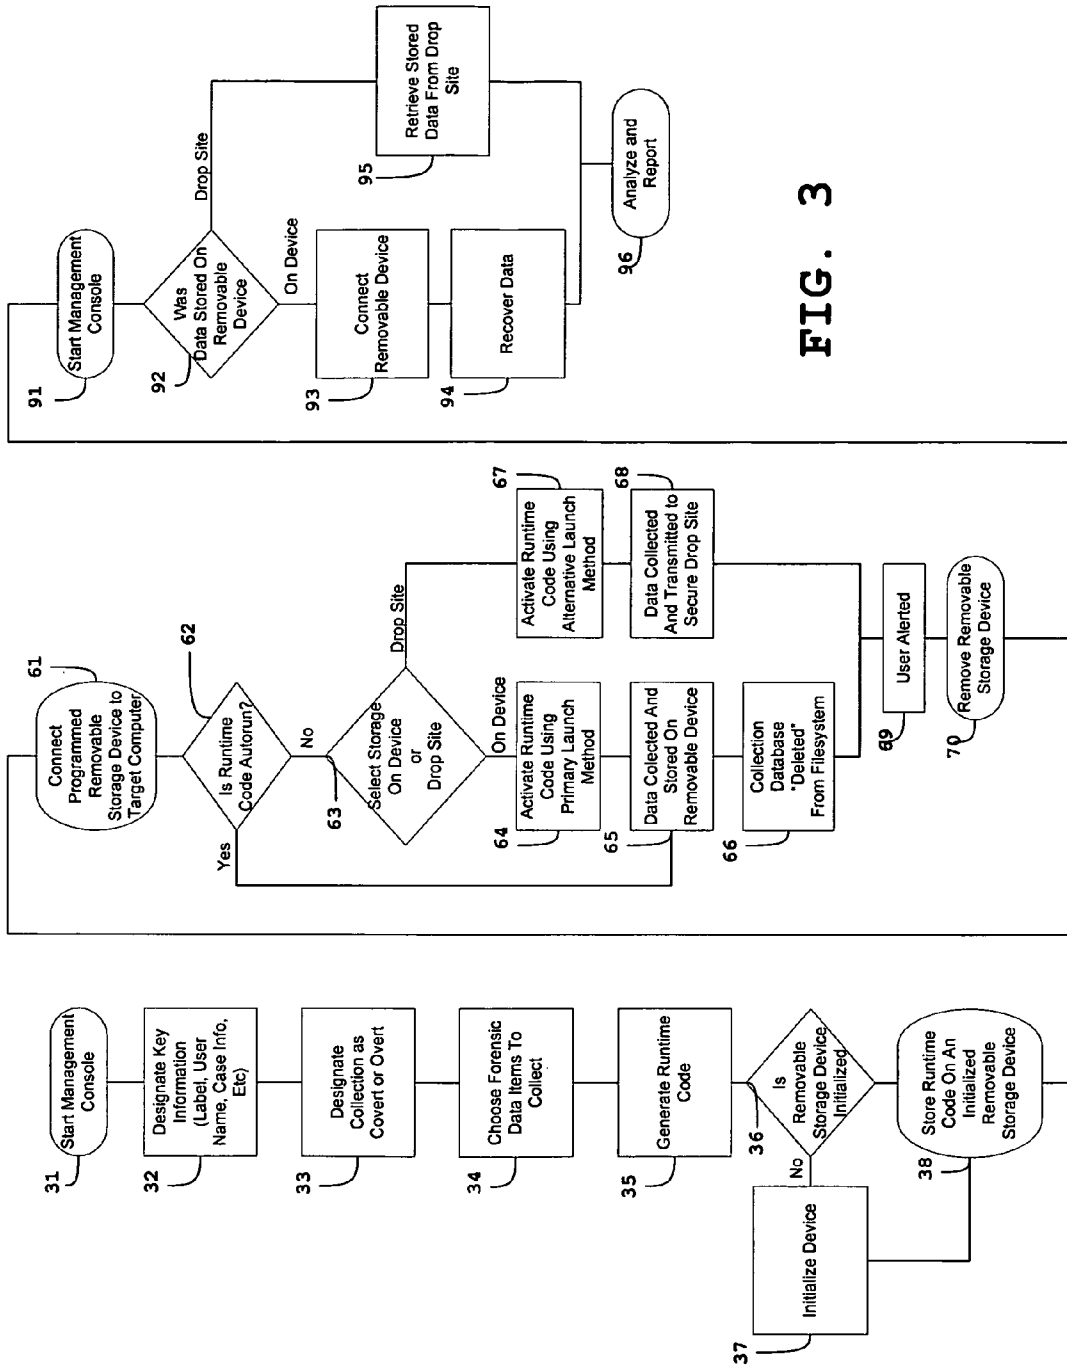 31
Start Management
Console
32
Designate Key
Information
(Label, User
Name, Case Info,
Etc)
33
Designate
Collection as
Covert or Overt
34
Choose Forensic
Data Items To
Collect
35
Generate Runtime
Code
36
Is
Removable
Storage Device
Initialized
No
37
Initialize Device
38
Store Runtime
Code On An
Initialized
Removable
Storage Device
61
Connect
Programmed
Removable
Storage Device to
Target Computer
62
Is Runtime
Code Autorun?
Yes
No
63
Select Storage
On Device
or
Drop Site
On Device
Drop Site
64
Activate Runtime
Code Using
Primary Launch
Method
65
Data Collected And
Stored On
Removable Device
66
Collection
Database
"Deleted"
From Filesystem
67
Activate Runtime
Code Using
Alternative Launch
Method
68
Data Collected
And Transmitted to
Secure Drop Site
69
User Alerted
70
Remove Removable
Storage Device
91
Start Management
Console
92
Was
Data Stored On
Removable
Device
On Device
Drop Site
93
Connect
Removable Device
94
Recover Data
95
Retrieve Stored
Data From Drop
Site
96
Analyze and
Report
FIG. 3